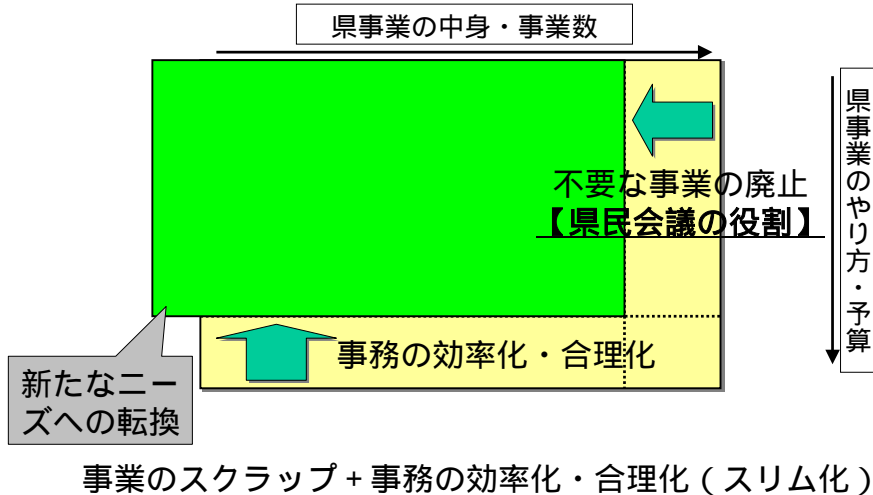 県事業の中身・事業数
県事業のやり方・予算
不要な事業の廃止
【県民会議の役割】
事務の効率化・合理化
新たなニー
ズへの転換
事業のスクラップ + 事務の効率化・合理化（スリム化）